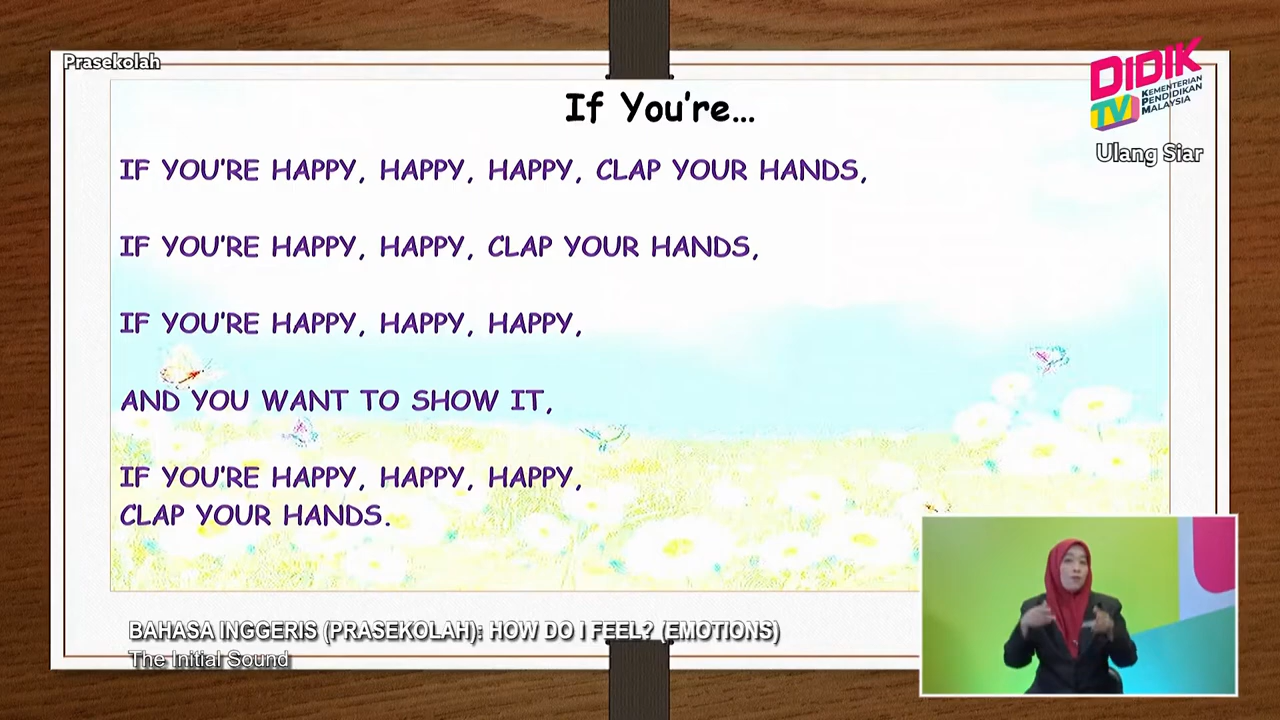 Prasekolah
DIDIK
TV
KEMENTERIAN
PENDIDIKAN
MALAYSIA
Ulang Siar
If You're...
IF YOU'RE HAPPY, HAPPY, HAPPY, CLAP YOUR HANDS,
IF YOU'RE HAPPY, HAPPY, CLAP YOUR HANDS,
IF YOU'RE HAPPY, HAPPY, HAPPY,
AND YOU WANT TO SHOW IT,
IF YOU'RE HAPPY, HAPPY, HAPPY,
CLAP YOUR HANDS.
BAHASA INGGERIS (PRASEKOLAH): HOW DO I FEEL? (EMOTIONS)
The Initial Sound